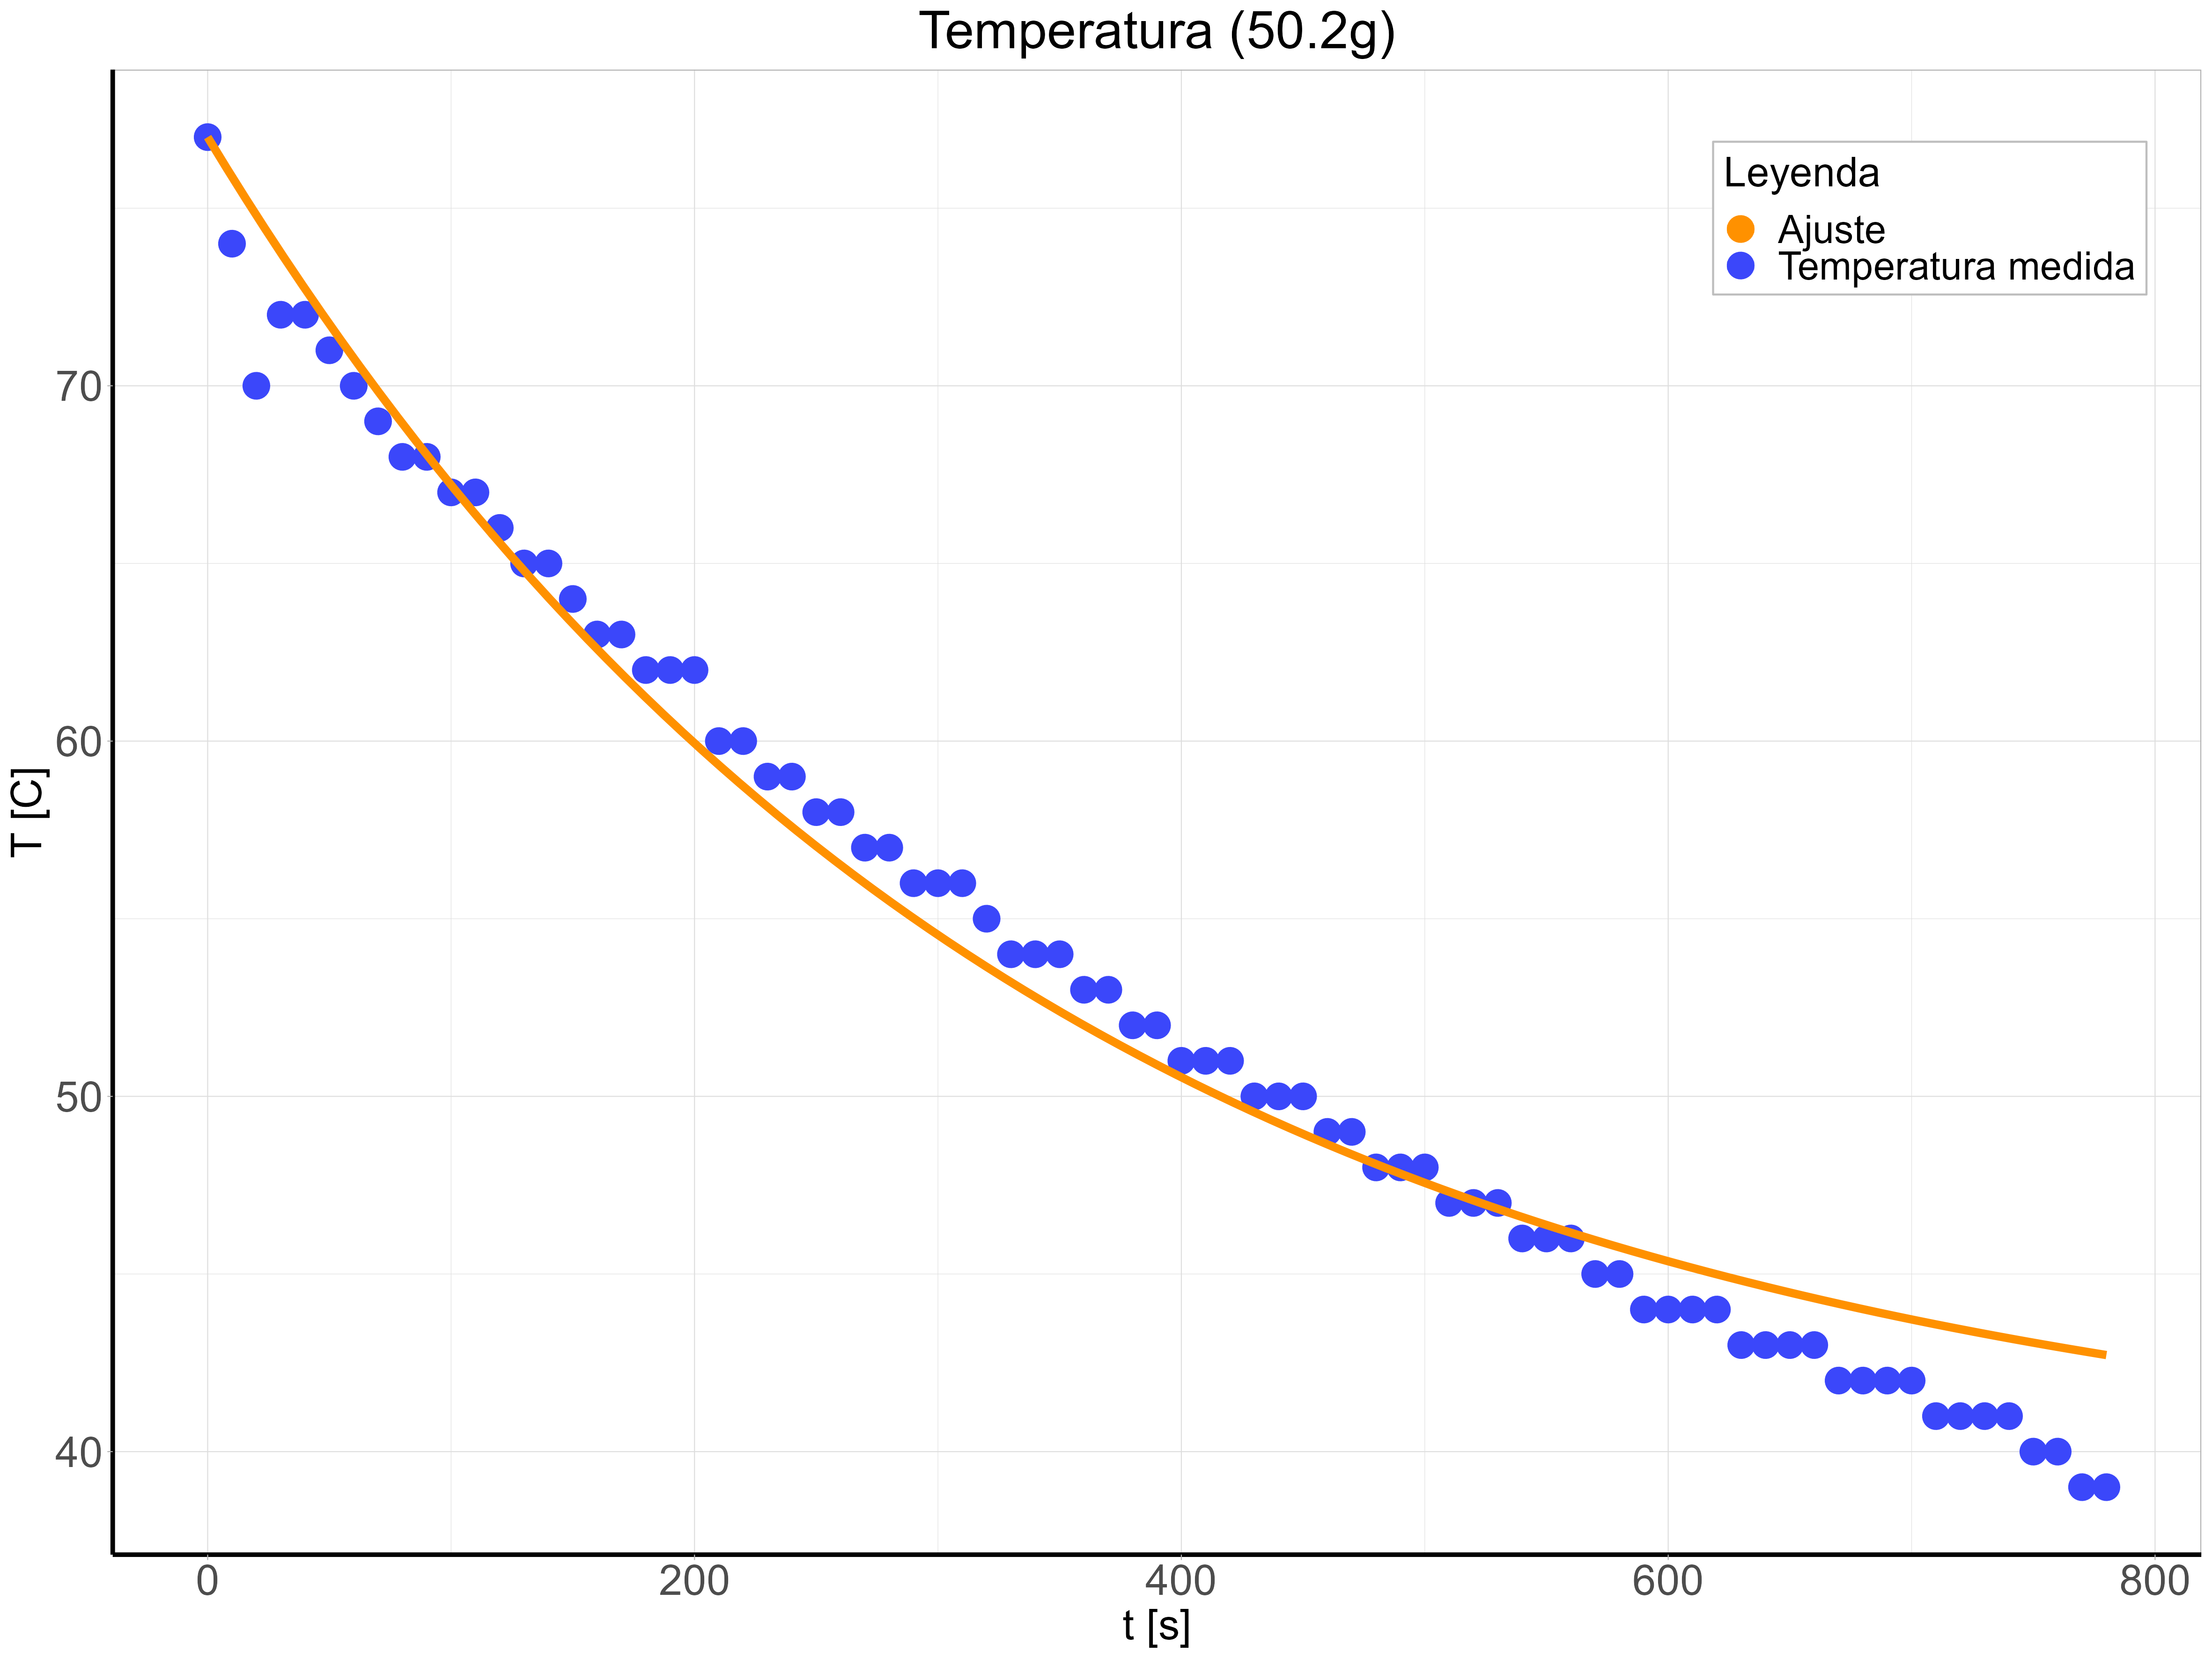 Temperatura (50.2g)
Leyenda
Ajuste
Temperatura medida
70
60
50
40
T [C]
0 200 400 600 800
t [s]